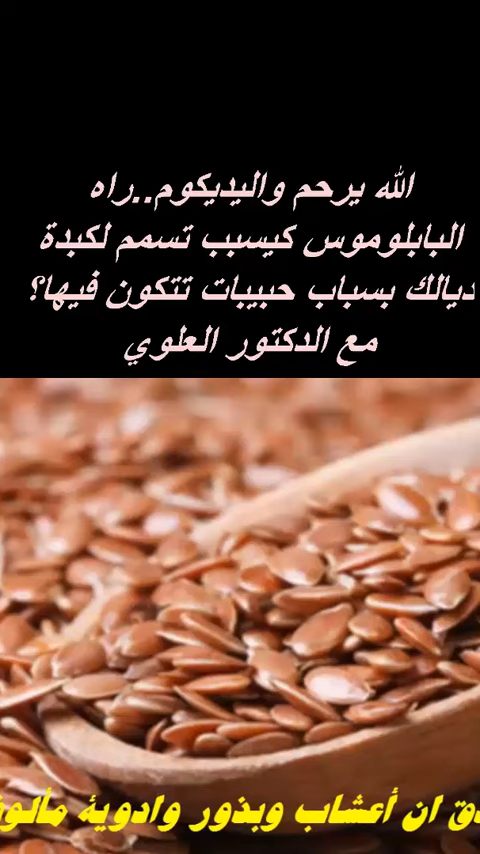 الله يرحم واليديكوم..راه
البابلوموس كيسبب تسمم لكبدة
ديالك بسباب حبيبات تتكون فيها؟
مع الدكتور العلوي
ان أعشاب وبذور وادوية